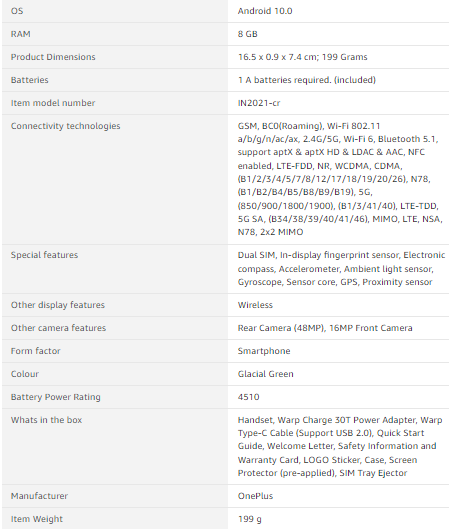 OS Android 10.0
RAM 8 GB
Product Dimensions 16.5 x 0.9 x 7.4 cm; 199 Grams
Batteries 1 A batteries required. (included)
Item model number IN2021-cr
Connectivity technologies GSM, BC0(Roaming), Wi-Fi 802.11
a/b/g/n/ac/ax, 2.4G/5G, Wi-Fi 6, Bluetooth 5.1,
support aptX & aptX HD & LDAC & AAC, NFC
enabled, LTE-FDD, NR, WCDMA, CDMA,
(B1/2/3/4/5/7/8/12/17/18/19/20/26), N78,
(B1/B2/B4/B5/B8/B9/B19), 5G,
(850/900/1800/1900), (B1/3/41/40), LTE-TDD,
5G SA, (B34/38/39/40/41/46), MIMO, LTE, NSA,
N78, 2x2 MIMO
Special features Dual SIM, In-display fingerprint sensor, Electronic
compass, Accelerometer, Ambient light sensor,
Gyroscope, Sensor core, GPS, Proximity sensor
Other display features Wireless
Other camera features Rear Camera (48MP), 16MP Front Camera
Form factor Smartphone
Colour Glacial Green
Battery Power Rating 4510
Whats in the box Handset, Warp Charge 30T Power Adapter, Warp
Type-C Cable (Support USB 2.0), Quick Start
Guide, Welcome Letter, Safety Information and
Warranty Card, LOGO Sticker, Case, Screen
Protector (pre-applied), SIM Tray Ejector
Manufacturer OnePlus
Item Weight 199 g